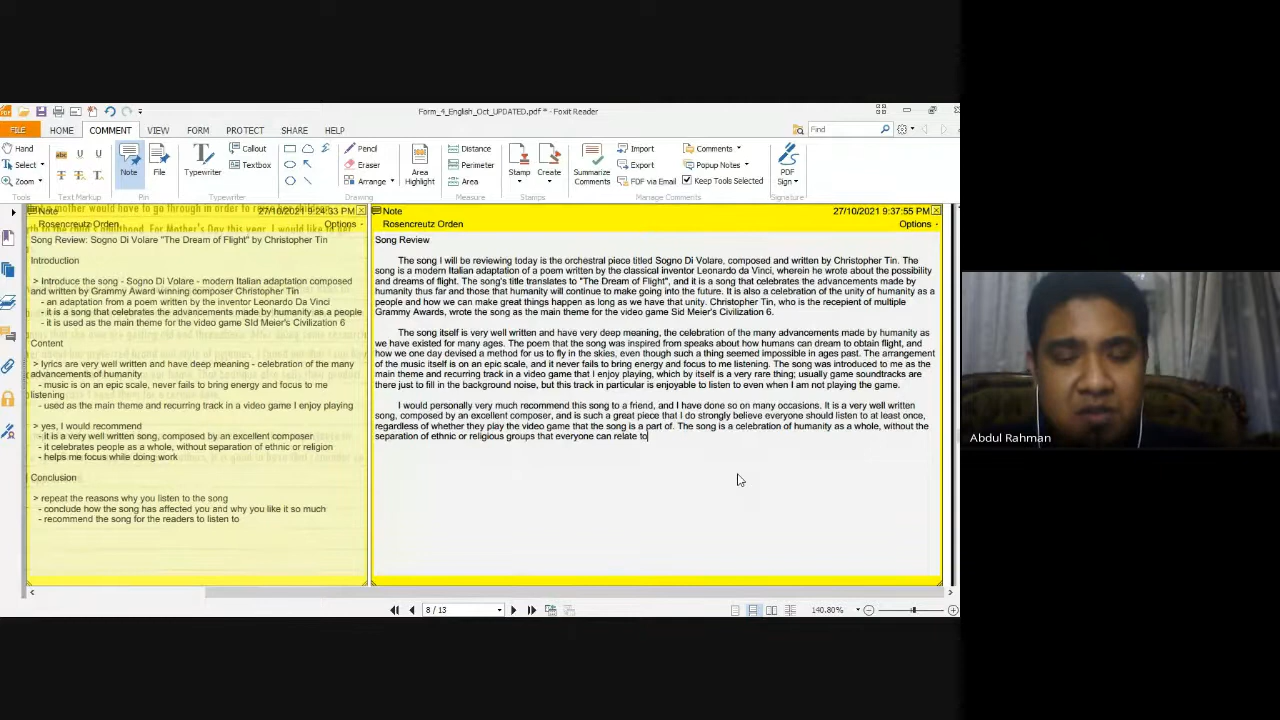 Form_4_English_Oct_UPDATED.pdf * - Foxit Reader
FILE HOME COMMENT VIEW FORM PROTECT SHARE HELP
Find
Hand
Select
Zoom
Tools
Text Markup
Note
File
Pin
Typewriter
Callout
Textbox
Typewriter
Pencil
Eraser
Arrange
Drawing
Area Highlight
Distance
Perimeter
Area
Measure
Stamp
Create
Stamps
Summarize Comments
Import
Export
FDF via Email
Comments
Popup Notes
Keep Tools Selected
Manage Comments
PDF Sign
Signature
Note 27/10/2021 9:24:33 PM
Rosencreutz Orden Options
Song Review: Sogno Di Volare "The Dream of Flight" by Christopher Tin
Introduction
> Introduce the song - Sogno Di Volare - modern Italian adaptation composed
and written by Grammy Award winning composer Christopher Tin
- an adaptation from a poem written by the inventor Leonardo Da Vinci
- it is a song that celebrates the advancements made by humanity as a people
- it is used as the main theme for the video game Sid Meier's Civilization 6
Content
> lyrics are very well written and have deep meaning - celebration of the many
advancements of humanity
- music is on an epic scale, never fails to bring energy and focus to me
listening
- used as the main theme and recurring track in a video game I enjoy playing
> yes, I would recommend
- it is a very well written song, composed by an excellent composer
- it celebrates people as a whole, without separation of ethnic or religion
- helps me focus while doing work
Conclusion
> repeat the reasons why you listen to the song
- conclude how the song has affected you and why you like it so much
- recommend the song for the readers to listen to
Note 27/10/2021 9:37:55 PM
Rosencreutz Orden Options
Song Review
The song I will be reviewing today is the orchestral piece titled Sogno Di Volare, composed and written by Christopher Tin. The
song is a modern Italian adaptation of a poem written by the classical inventor Leonardo da Vinci, wherein he wrote about the possibility
and dreams of flight. The song's title translates to "The Dream of Flight", and it is a song that celebrates the advancements made by
humanity thus far and those that humanity will continue to make going into the future. It is also a celebration of the unity of humanity as a
people and how we can make great things happen as long as we have that unity. Christopher Tin, who is the recepient of multiple
Grammy Awards, wrote the song as the main theme for the video game Sid Meier's Civilization 6.
The song itself is very well written and have very deep meaning, the celebration of the many advancements made by humanity as
we have existed for many ages. The poem that the song was inspired from speaks about how humans can dream to obtain flight, and
how we one day devised a method for us to fly in the skies, even though such a thing seemed impossible in ages past. The arrangement
of the music itself is on an epic scale, and it never fails to bring energy and focus to me listening. The song was introduced to me as the
main theme and recurring track in a video game that I enjoy playing, which by itself is a very rare thing; usually game soundtracks are
there just to fill in the background noise, but this track in particular is enjoyable to listen to even when I am not playing the game.
I would personally very much recommend this song to a friend, and I have done so on many occasions. It is a very well written
song, composed by an excellent composer, and is such a great piece that I do strongly believe everyone should listen to at least once,
regardless of whether they play the video game that the song is a part of. The song is a celebration of humanity as a whole, without the
separation of ethnic or religious groups that everyone can relate to
8 / 13
140.80%
Abdul Rahman